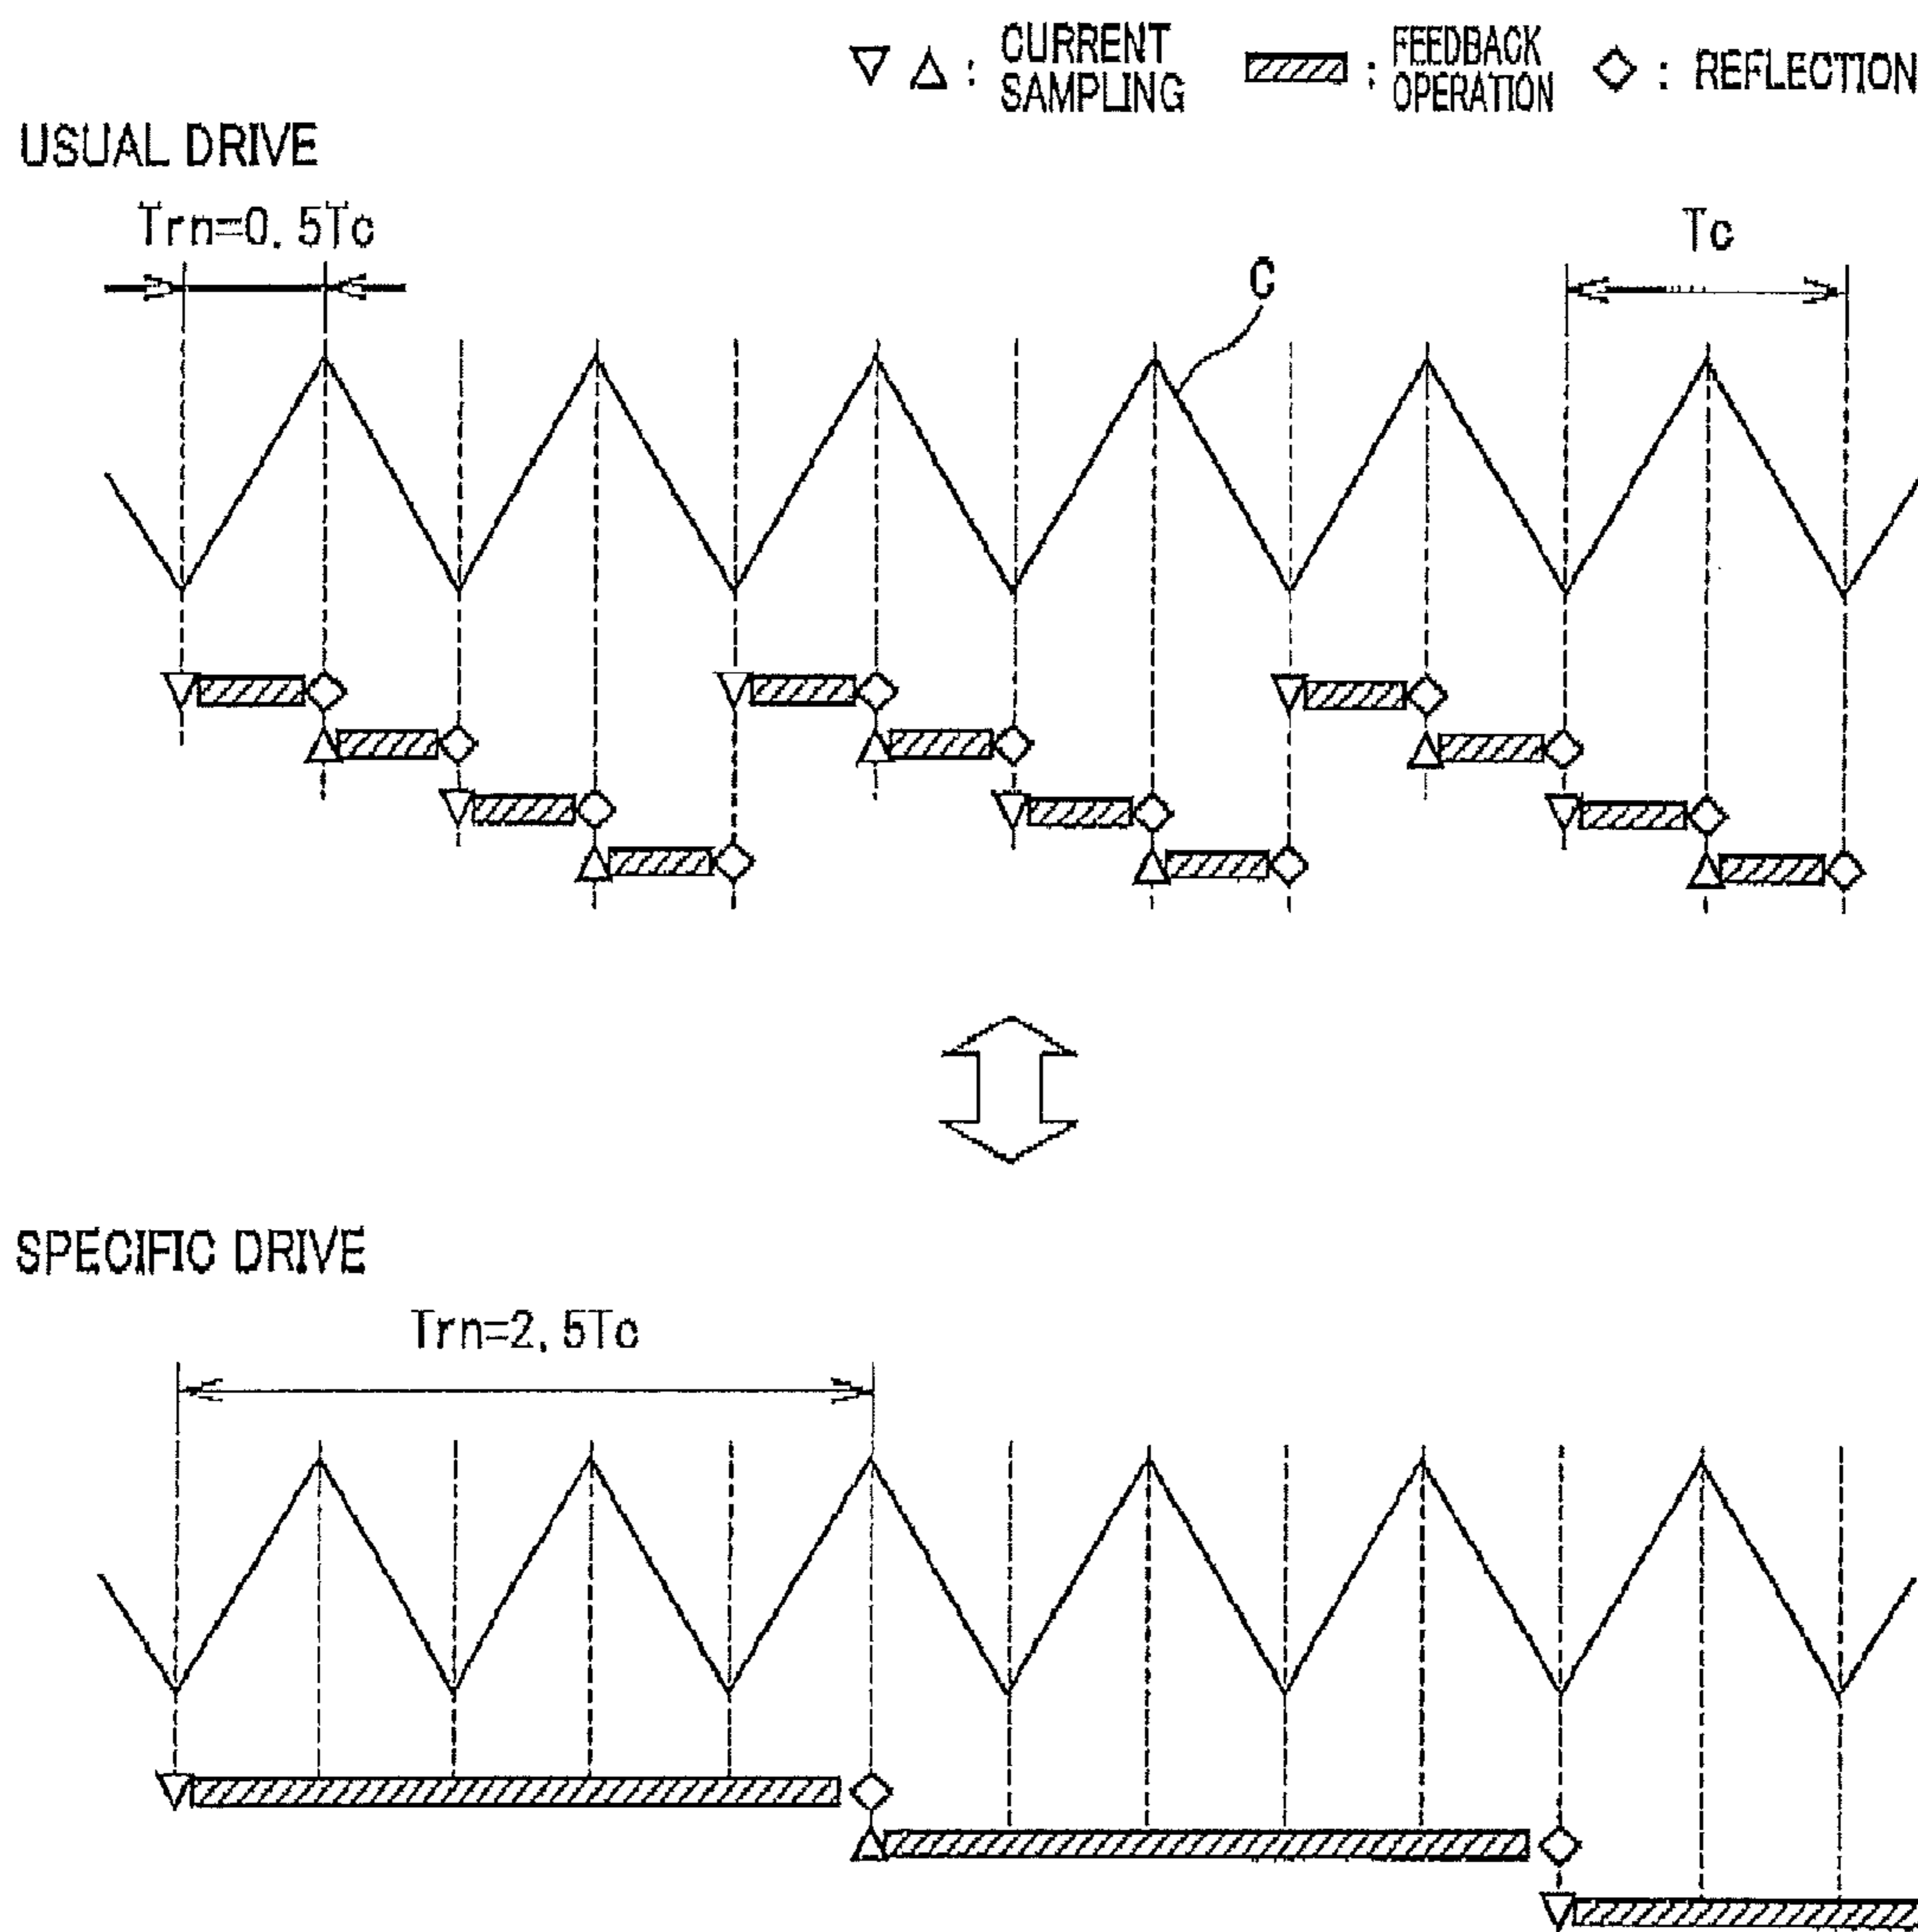 ▽ △ : CURRENT SAMPLING
: FEEDBACK OPERATION
◇ : REFLECTION
USUAL DRIVE
Trn=0.5Tc
Tc
C
SPECIFIC DRIVE
Trn=2.5Tc